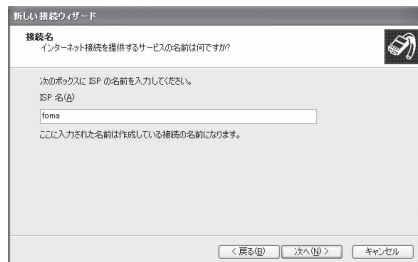 新しい接続ウィザード
接続名
インターネット接続を提供するサービスの名前は何ですか?
次のボックスに ISP の名前を入力してください。
ISP 名(A)
foma
ここに入力された名前は作成している接続の名前になります。
< 戻る(B)
次へ(N) >
キャンセル